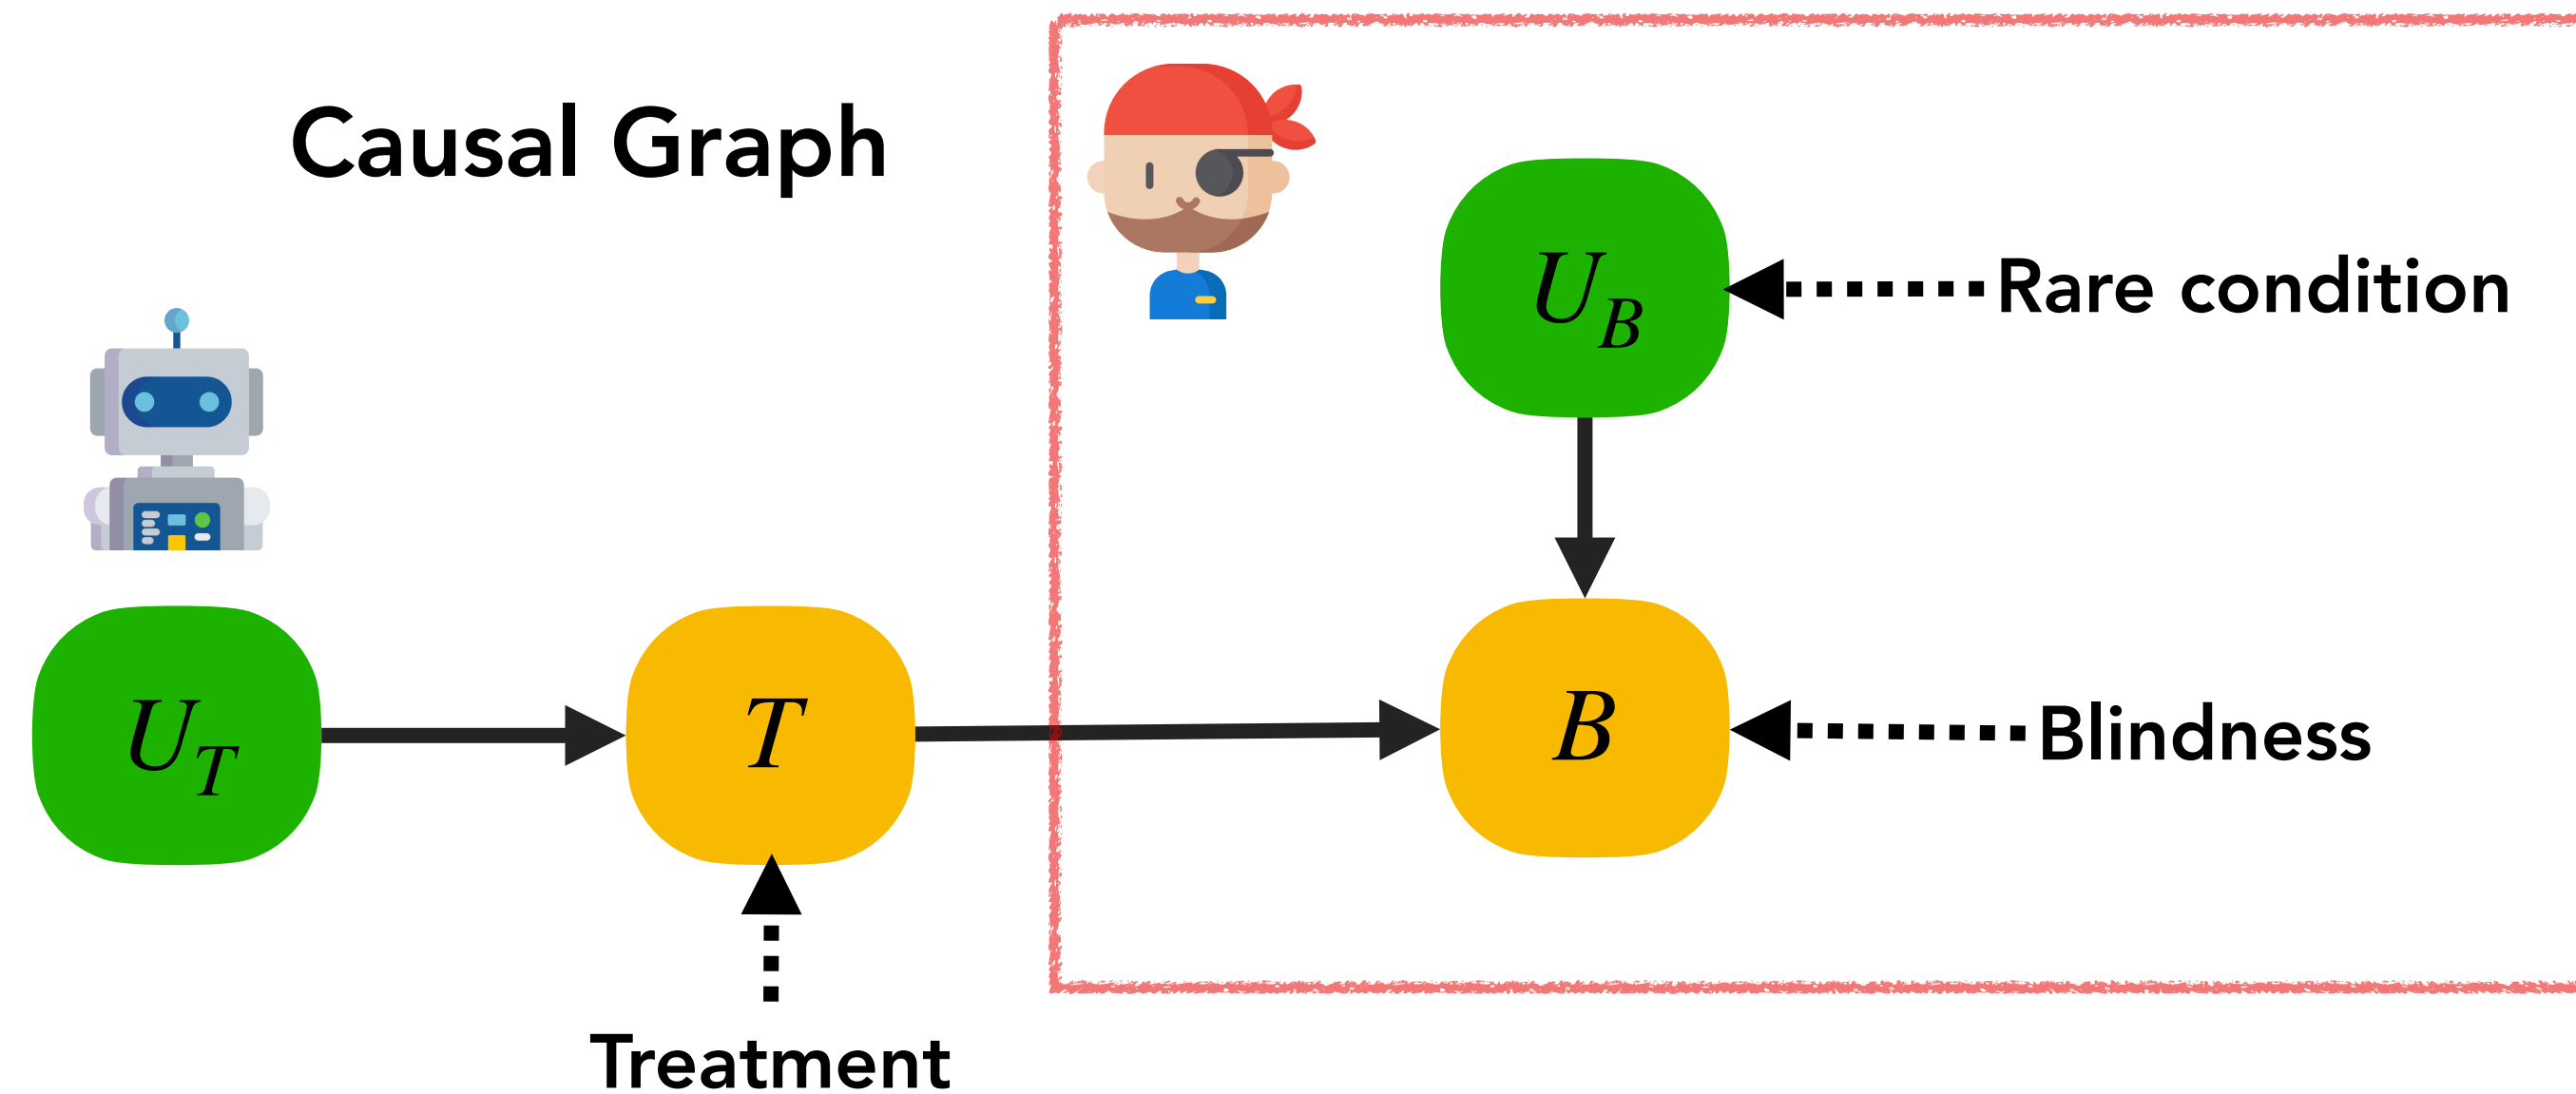 Causal Graph
U_B
Rare condition
U_T
T
B
Blindness
Treatment